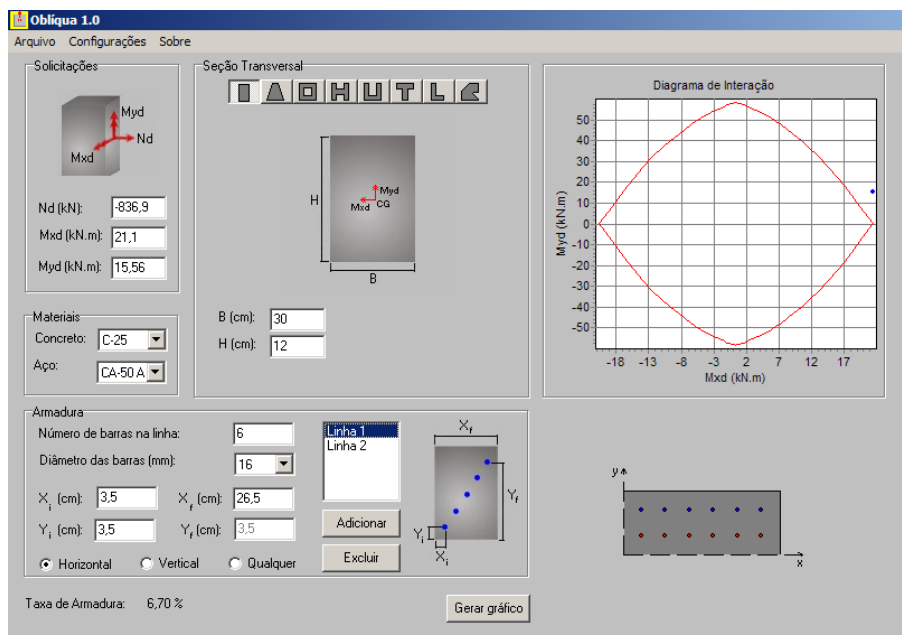 Oblíqua 1.0
Arquivo Configurações Sobre
Solicitações
Myd
Nd
Mxd
Nd (kN): -836,9
Mxd (kN.m): 21,1
Myd (kN.m): 15,56
Materiais
Concreto: C-25
Aço: CA-50 A
Seção Transversal
H
Myd
Mxd CG
B
B (cm): 30
H (cm): 12
Diagrama de Interação
Myd (kN.m)
50
40
30
20
10
0
-10
-20
-30
-40
-50
-18 -13 -8 -3 2 7 12 17
Mxd (kN.m)
Armadura
Número de barras na linha: 6
Diâmetro das barras (mm): 16
Xi (cm): 3,5 Xf (cm): 26,5
Yi (cm): 3,5 Yf (cm): 3,5
Horizontal Vertical Qualquer
Linha 1
Linha 2
Adicionar
Excluir
Xf
Yf
Yi
Xi
y
x
Taxa de Armadura: 6,70 %
Gerar gráfico